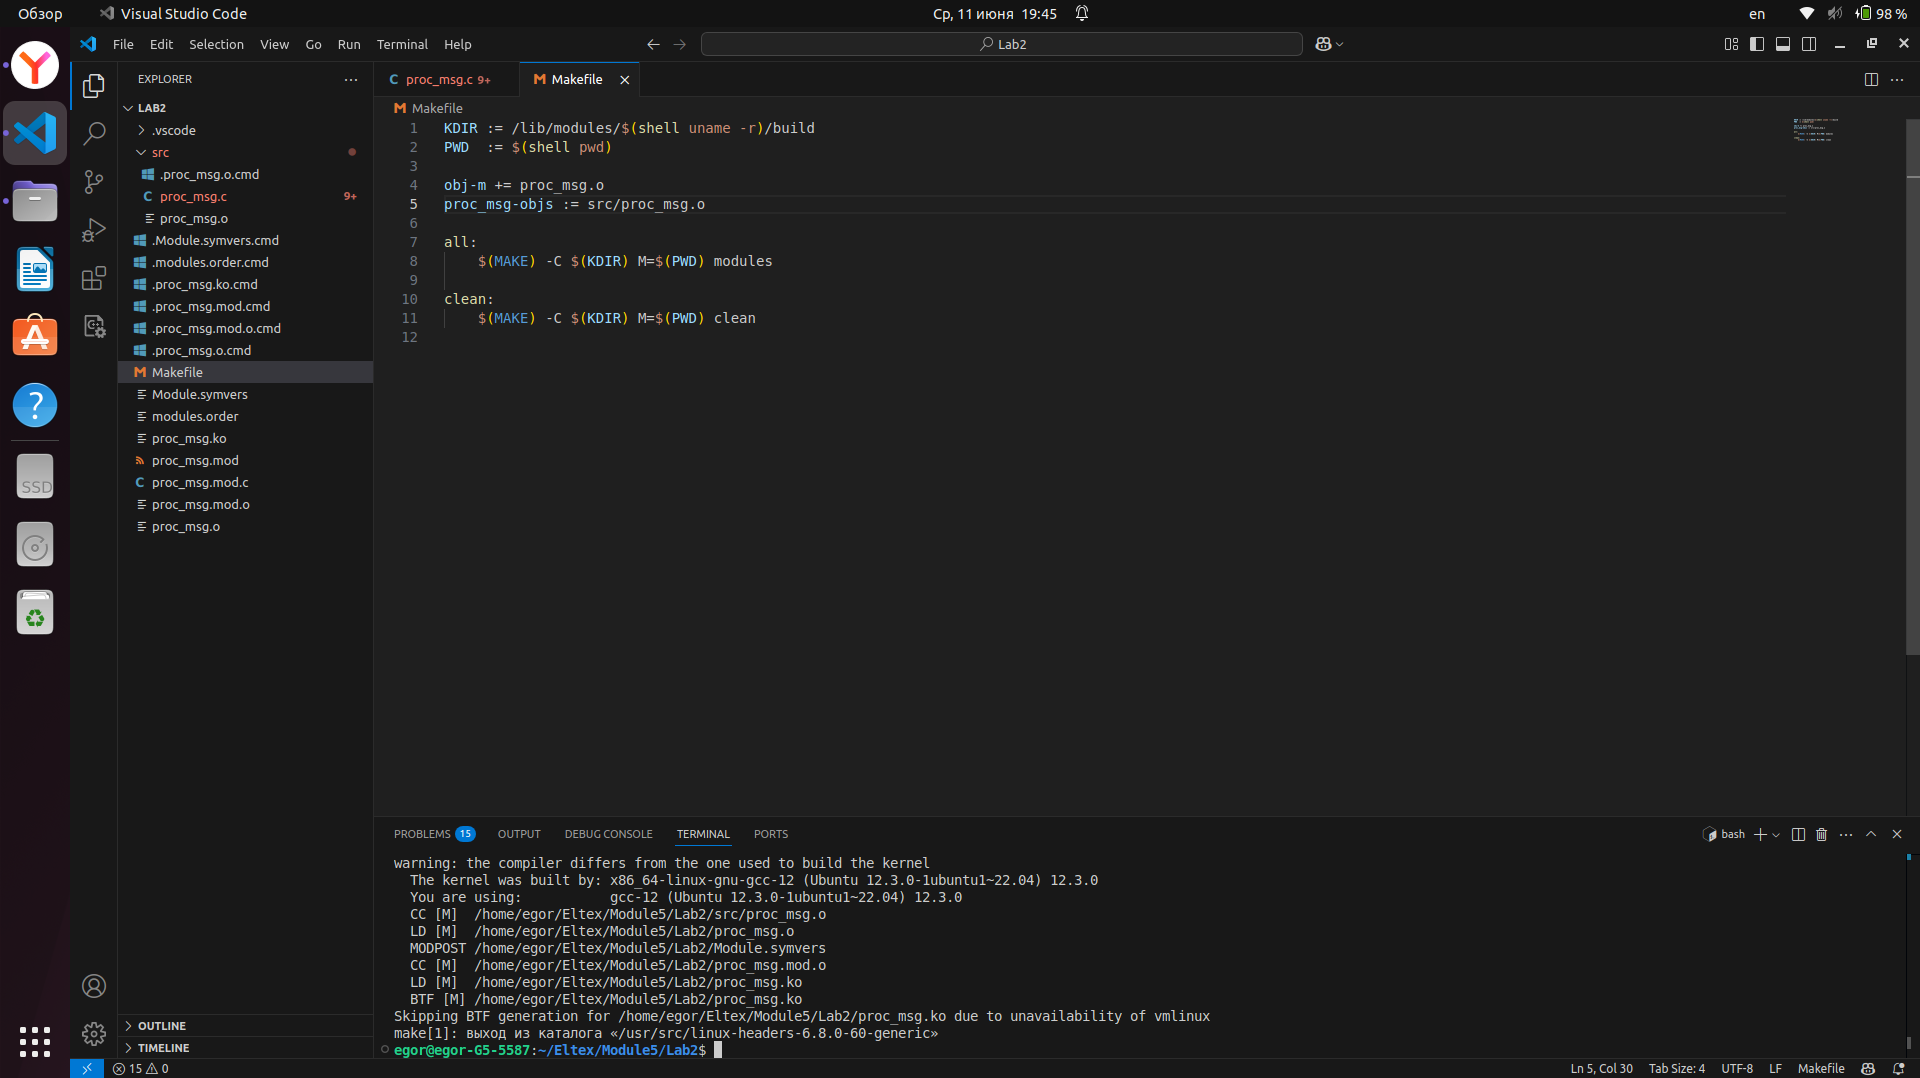 Обзор
Visual Studio Code
Ср, 11 июня 19:45
en
98 %
File Edit Selection View Go Run Terminal Help
Lab2
EXPLORER
LAB2
.vscode
src
.proc_msg.o.cmd
proc_msg.c 9+
proc_msg.o
.Module.symvers.cmd
.modules.order.cmd
.proc_msg.ko.cmd
.proc_msg.mod.cmd
.proc_msg.mod.o.cmd
.proc_msg.o.cmd
Makefile
Module.symvers
modules.order
proc_msg.ko
proc_msg.mod
proc_msg.mod.c
proc_msg.mod.o
proc_msg.o
OUTLINE
TIMELINE
SSD
proc_msg.c 9+
Makefile
Makefile
1 KDIR := /lib/modules/$(shell uname -r)/build
2 PWD := $(shell pwd)
3
4 obj-m += proc_msg.o
5 proc_msg-objs := src/proc_msg.o
6
7 all:
8 $(MAKE) -C $(KDIR) M=$(PWD) modules
9
10 clean:
11 $(MAKE) -C $(KDIR) M=$(PWD) clean
12
PROBLEMS 15 OUTPUT DEBUG CONSOLE TERMINAL PORTS
bash
warning: the compiler differs from the one used to build the kernel
The kernel was built by: x86_64-linux-gnu-gcc-12 (Ubuntu 12.3.0-1ubuntu1~22.04) 12.3.0
You are using: gcc-12 (Ubuntu 12.3.0-1ubuntu1~22.04) 12.3.0
CC [M] /home/egor/Eltex/Module5/Lab2/src/proc_msg.o
LD [M] /home/egor/Eltex/Module5/Lab2/proc_msg.o
MODPOST /home/egor/Eltex/Module5/Lab2/Module.symvers
CC [M] /home/egor/Eltex/Module5/Lab2/proc_msg.mod.o
LD [M] /home/egor/Eltex/Module5/Lab2/proc_msg.ko
BTF [M] /home/egor/Eltex/Module5/Lab2/proc_msg.ko
Skipping BTF generation for /home/egor/Eltex/Module5/Lab2/proc_msg.ko due to unavailability of vmlinux
make[1]: выход из каталога «/usr/src/linux-headers-6.8.0-60-generic»
egor@egor-G5-5587:~/Eltex/Module5/Lab2$
15 0
Ln 5, Col 30 Tab Size: 4 UTF-8 LF Makefile